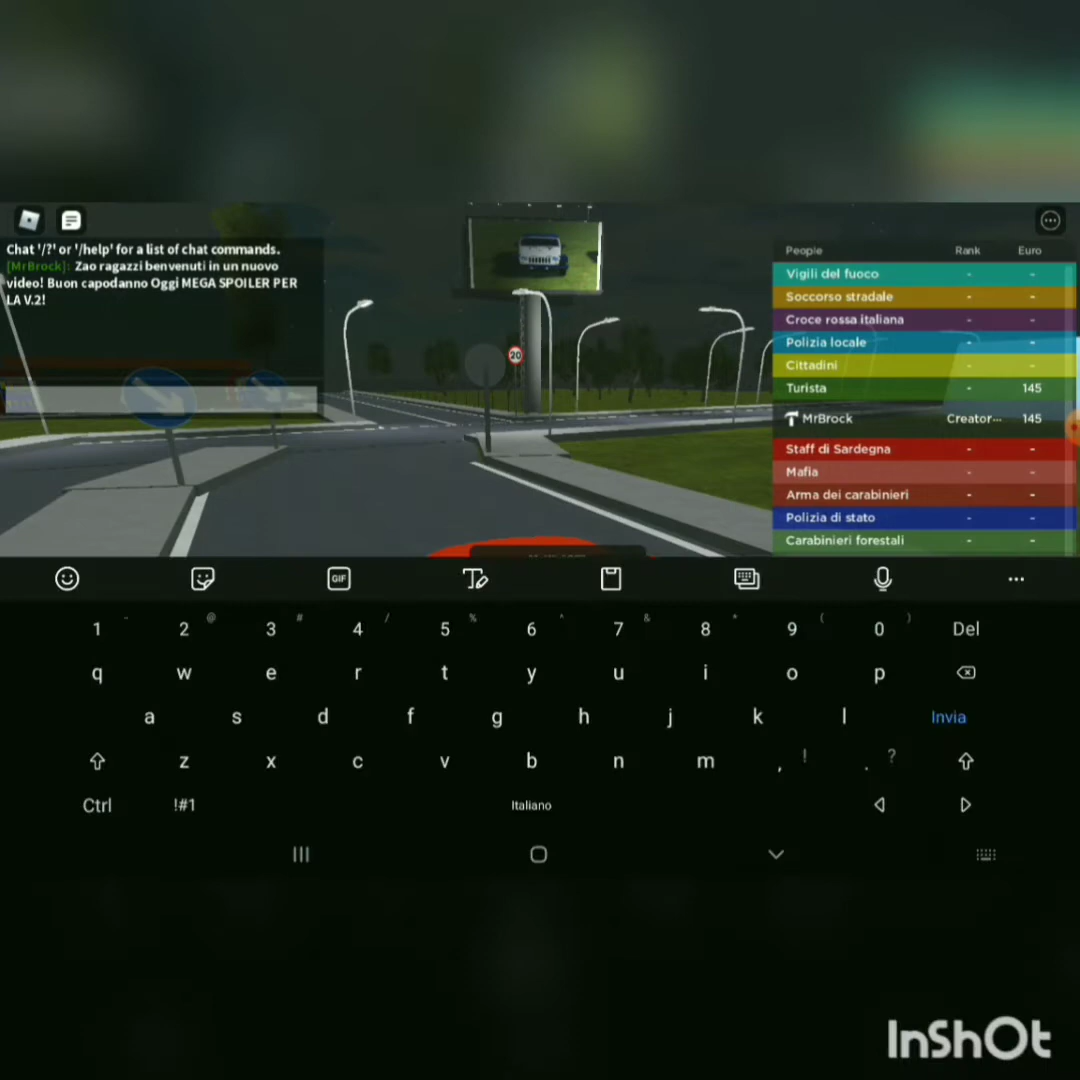 Chat '/?' or '/help' for a list of chat commands.
[MrBrock]: Zao ragazzi benvenuti in un nuovo
video! Buon capodanno Oggi MEGA SPOILER PER
LA V.2!
20
People Rank Euro
Vigili del fuoco - -
Soccorso stradale - -
Croce rossa italiana - -
Polizia locale - -
Cittadini - -
Turista - 145
MrBrock Creator... 145
Staff di Sardegna - -
Mafia - -
Arma dei carabinieri - -
Polizia di stato - -
Carabinieri forestali - -
GIF
- @ # / % ^ & * ( )
1 2 3 4 5 6 7 8 9 0 Del
q w e r t y u i o p
a s d f g h j k l Invia
z x c v b n m , ! . ?
Ctrl !#1 Italiano
InShOt